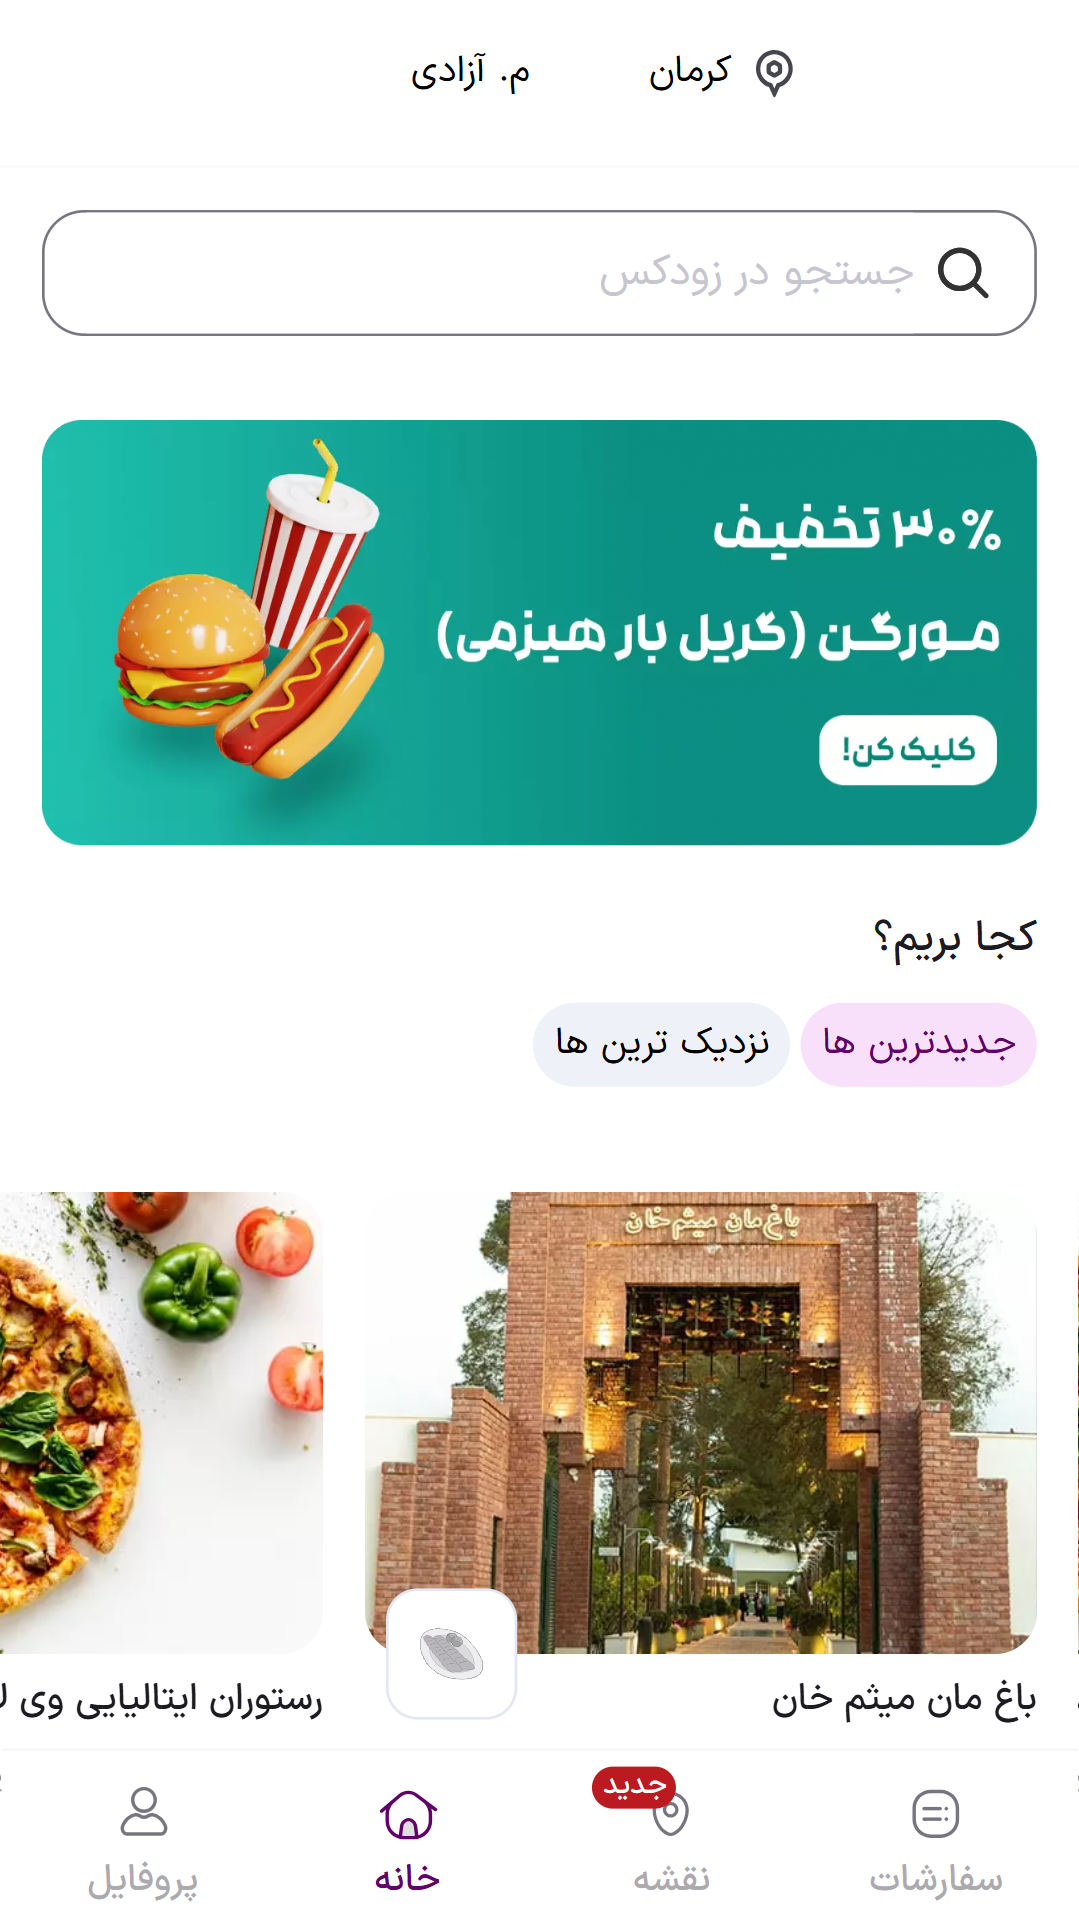 کرمان م. آزادی
جستجو در زودکس
۳۰% تخفیف
مـورگـن (گریل بار هیزمی)
کلیک کن!
کجا بریم؟
جدیدترین ها
نزدیک ترین ها
باغ مان میثم خان
باغ مان میثم خان
رستوران ایتالیایی وی
سفارشات
جدید
نقشه
خانه
پروفایل